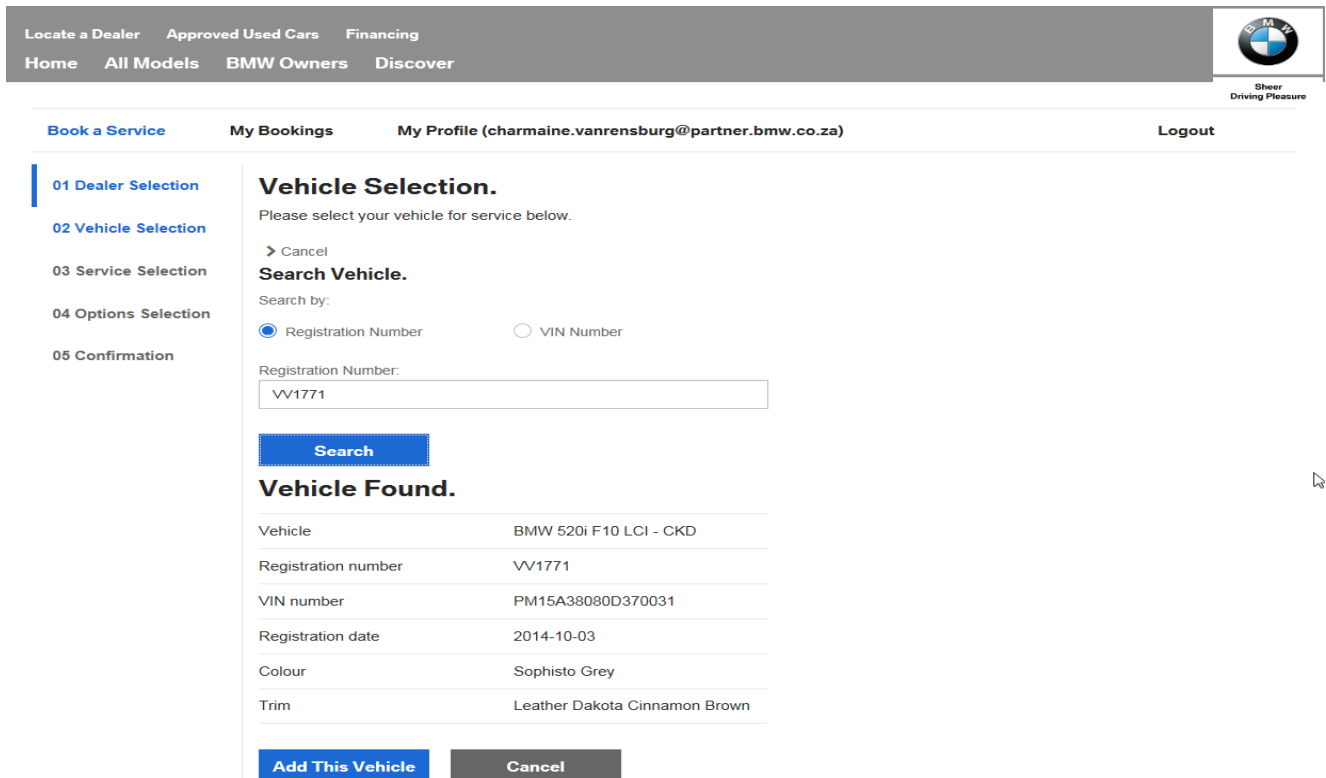 Locate a Dealer Approved Used Cars Financing
Home All Models BMW Owners Discover
BMW
Sheer
Driving Pleasure
Book a Service My Bookings My Profile (charmaine.vanrensburg@partner.bmw.co.za) Logout
01 Dealer Selection
02 Vehicle Selection
03 Service Selection
04 Options Selection
05 Confirmation
Vehicle Selection.
Please select your vehicle for service below.
Cancel
Search Vehicle.
Search by:
Registration Number VIN Number
Registration Number:
VV1771
Search
Vehicle Found.
Vehicle BMW 520i F10 LCI - CKD
Registration number VV1771
VIN number PM15A38080D370031
Registration date 2014-10-03
Colour Sophisto Grey
Trim Leather Dakota Cinnamon Brown
Add This Vehicle Cancel